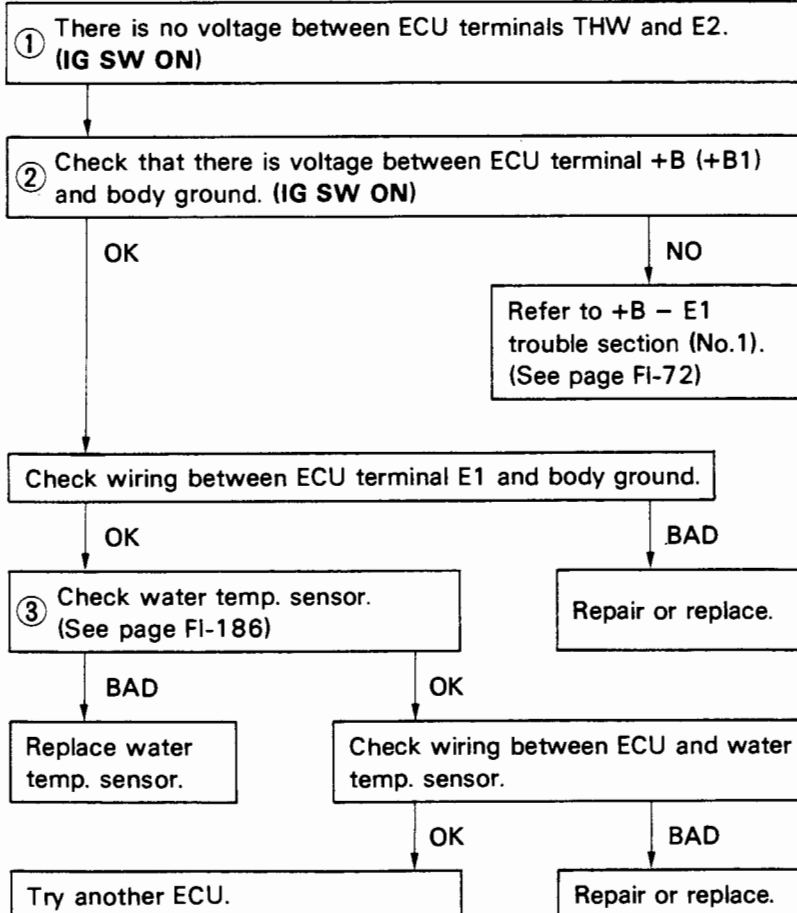 ① There is no voltage between ECU terminals THW and E2.
(IG SW ON)
② Check that there is voltage between ECU terminal +B (+B1)
and body ground. (IG SW ON)
OK
NO
Refer to +B – E1
trouble section (No.1).
(See page FI-72)
Check wiring between ECU terminal E1 and body ground.
OK
BAD
③ Check water temp. sensor.
(See page FI-186)
Repair or replace.
BAD
OK
Replace water
temp. sensor.
Check wiring between ECU and water
temp. sensor.
OK
BAD
Try another ECU.
Repair or replace.